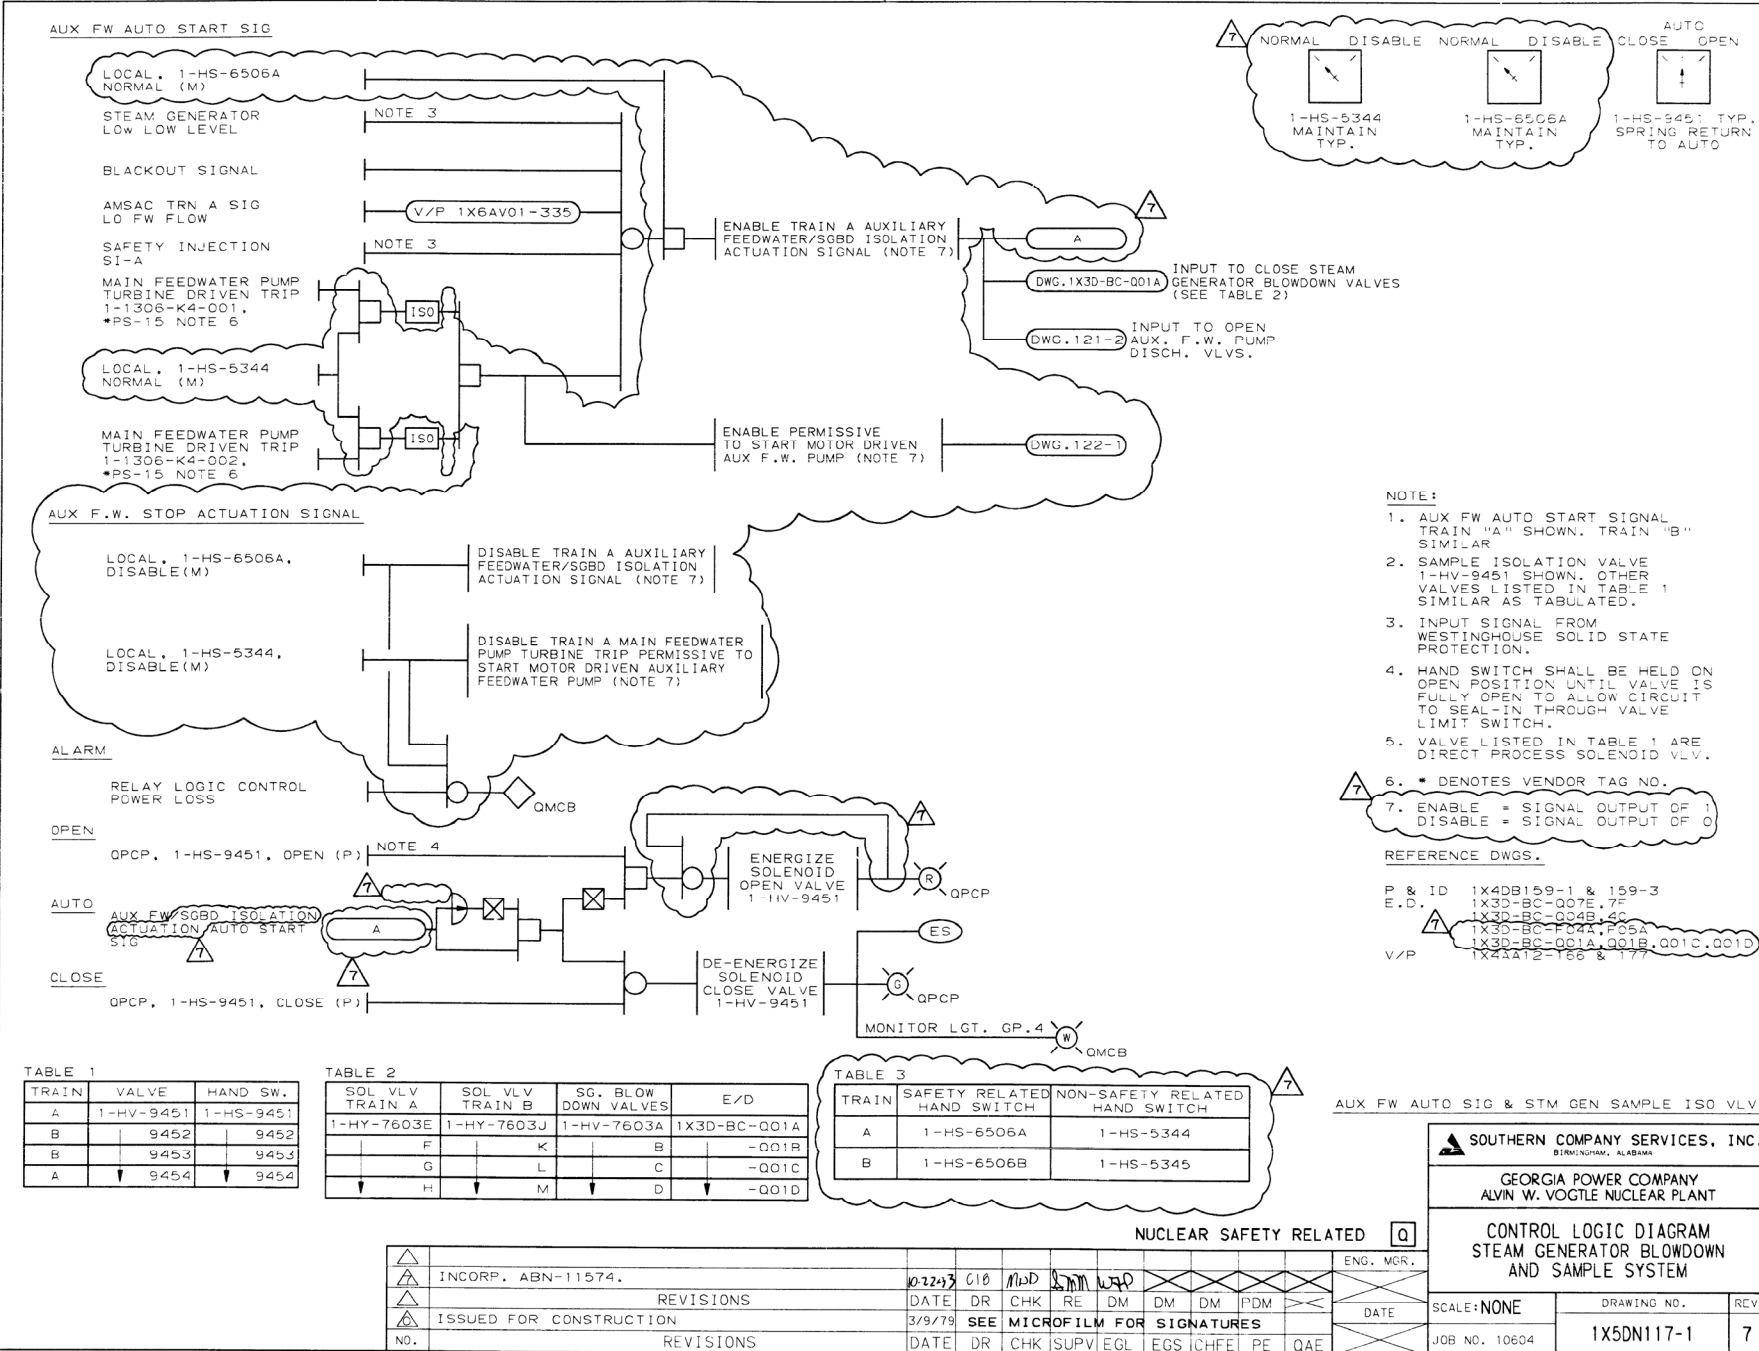 AUX FW AUTO START SIG
LOCAL, 1-HS-6506A
NORMAL (M)
STEAM GENERATOR
LOW LOW LEVEL
NOTE 3
BLACKOUT SIGNAL
AMSAC TRN A SIG
LO FW FLOW
V/P 1X6AV01-335
SAFETY INJECTION
SI-A
NOTE 3
MAIN FEEDWATER PUMP
TURBINE DRIVEN TRIP
1-1306-K4-001,
*PS-15 NOTE 6
ISO
LOCAL, 1-HS-5344
NORMAL (M)
MAIN FEEDWATER PUMP
TURBINE DRIVEN TRIP
1-1306-K4-002,
*PS-15 NOTE 6
ISO
ENABLE TRAIN A AUXILIARY
FEEDWATER/SGBD ISOLATION
ACTUATION SIGNAL (NOTE 7)
A
7
DWG.1X3D-BC-Q01A
INPUT TO CLOSE STEAM
GENERATOR BLOWDOWN VALVES
(SEE TABLE 2)
DWG.121-2
INPUT TO OPEN
AUX. F.W. PUMP
DISCH. VLVS.
ENABLE PERMISSIVE
TO START MOTOR DRIVEN
AUX F.W. PUMP (NOTE 7)
DWG.122-1
7
NORMAL DISABLE
1-HS-5344
MAINTAIN
TYP.
NORMAL DISABLE
1-HS-6506A
MAINTAIN
TYP.
AUTO
CLOSE OPEN
1-HS-9451 TYP.
SPRING RETURN
TO AUTO
AUX F.W. STOP ACTUATION SIGNAL
LOCAL, 1-HS-6506A,
DISABLE(M)
DISABLE TRAIN A AUXILIARY
FEEDWATER/SGBD ISOLATION
ACTUATION SIGNAL (NOTE 7)
LOCAL, 1-HS-5344,
DISABLE(M)
DISABLE TRAIN A MAIN FEEDWATER
PUMP TURBINE TRIP PERMISSIVE TO
START MOTOR DRIVEN AUXILIARY
FEEDWATER PUMP (NOTE 7)
ALARM
RELAY LOGIC CONTROL
POWER LOSS
QMCB
OPEN
QPCP, 1-HS-9451, OPEN (P)
NOTE 4
ENERGIZE
SOLENOID
OPEN VALVE
1-HV-9451
7
R
QPCP
AUTO
AUX FW/SGBD ISOLATION
ACTUATION AUTO START
SIG
7
A
7
7
ES
CLOSE
QPCP, 1-HS-9451, CLOSE (P)
DE-ENERGIZE
SOLENOID
CLOSE VALVE
1-HV-9451
G
QPCP
MONITOR LGT. GP.4
W
QMCB
NOTE:
1. AUX FW AUTO START SIGNAL
TRAIN "A" SHOWN. TRAIN "B"
SIMILAR
2. SAMPLE ISOLATION VALVE
1-HV-9451 SHOWN. OTHER
VALVES LISTED IN TABLE 1
SIMILAR AS TABULATED.
3. INPUT SIGNAL FROM
WESTINGHOUSE SOLID STATE
PROTECTION.
4. HAND SWITCH SHALL BE HELD ON
OPEN POSITION UNTIL VALVE IS
FULLY OPEN TO ALLOW CIRCUIT
TO SEAL-IN THROUGH VALVE
LIMIT SWITCH.
5. VALVE LISTED IN TABLE 1 ARE
DIRECT PROCESS SOLENOID VLV.
6. * DENOTES VENDOR TAG NO.
7
7. ENABLE = SIGNAL OUTPUT OF 1
DISABLE = SIGNAL OUTPUT OF 0
REFERENCE DWGS.
P & ID 1X4DB159-1 & 159-3
E.D. 1X3D-BC-Q07E,7F
1X3D-BC-Q04B,4C
7
1X3D-BC-F04A,F05A
1X3D-BC-Q01A,Q01B,Q01C,Q01D
V/P 1X4AA12-166 & 177
TABLE 1
TRAIN VALVE HAND SW.
A 1-HV-9451 1-HS-9451
B 9452 9452
B 9453 9453
A 9454 9454
TABLE 2
SOL VLV TRAIN A SOL VLV TRAIN B SG. BLOW DOWN VALVES E/D
1-HY-7603E 1-HY-7603J 1-HV-7603A 1X3D-BC-Q01A
F K B -Q01B
G L C -Q01C
H M D -Q01D
TABLE 3
7
TRAIN SAFETY RELATED HAND SWITCH NON-SAFETY RELATED HAND SWITCH
A 1-HS-6506A 1-HS-5344
B 1-HS-6506B 1-HS-5345
AUX FW AUTO SIG & STM GEN SAMPLE ISO VLV
SOUTHERN COMPANY SERVICES, INC.
BIRMINGHAM, ALABAMA
GEORGIA POWER COMPANY
ALVIN W. VOGTLE NUCLEAR PLANT
NUCLEAR SAFETY RELATED Q
CONTROL LOGIC DIAGRAM
STEAM GENERATOR BLOWDOWN
AND SAMPLE SYSTEM
ENG. MGR.
7 INCORP. ABN-11574. CIB
REVISIONS DATE DR CHK RE DM DM DM PDM
DATE
6 ISSUED FOR CONSTRUCTION 3/9/79 SEE MICROFILM FOR SIGNATURES
NO. REVISIONS DATE DR CHK SUPV EGL EGS CHFE PE QAE
SCALE: NONE
DRAWING NO.
REV
JOB NO. 10604
1X5DN117-1
7